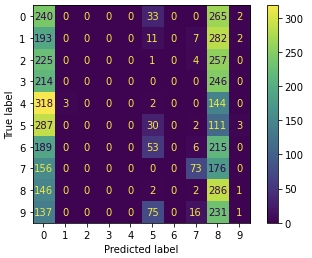 0 240 0 0 0 0 33 0 0 265 2
1 193 0 0 0 0 11 0 7 282 2
2 225 0 0 0 0 1 0 4 257 0
3 214 0 0 0 0 0 0 0 246 0
4 318 3 0 0 0 2 0 0 144 0
5 287 0 0 0 0 30 0 2 111 3
6 189 0 0 0 0 53 0 6 215 0
7 156 0 0 0 0 0 0 73 176 0
8 146 0 0 0 0 2 0 2 286 1
9 137 0 0 0 0 75 0 16 231 1
0 1 2 3 4 5 6 7 8 9
Predicted label
True label
300
250
200
150
100
50
0